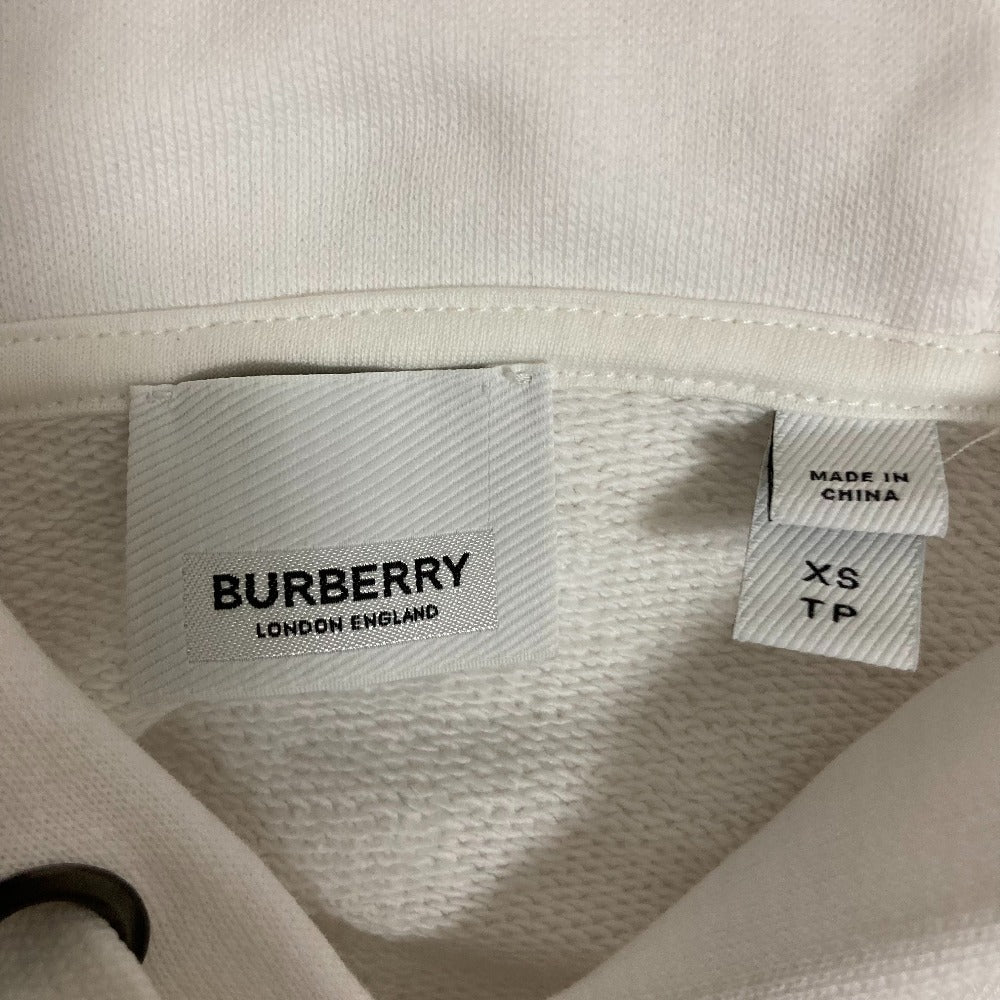 BURBERRY
LONDON ENGLAND
MADE IN
CHINA
XS
TP